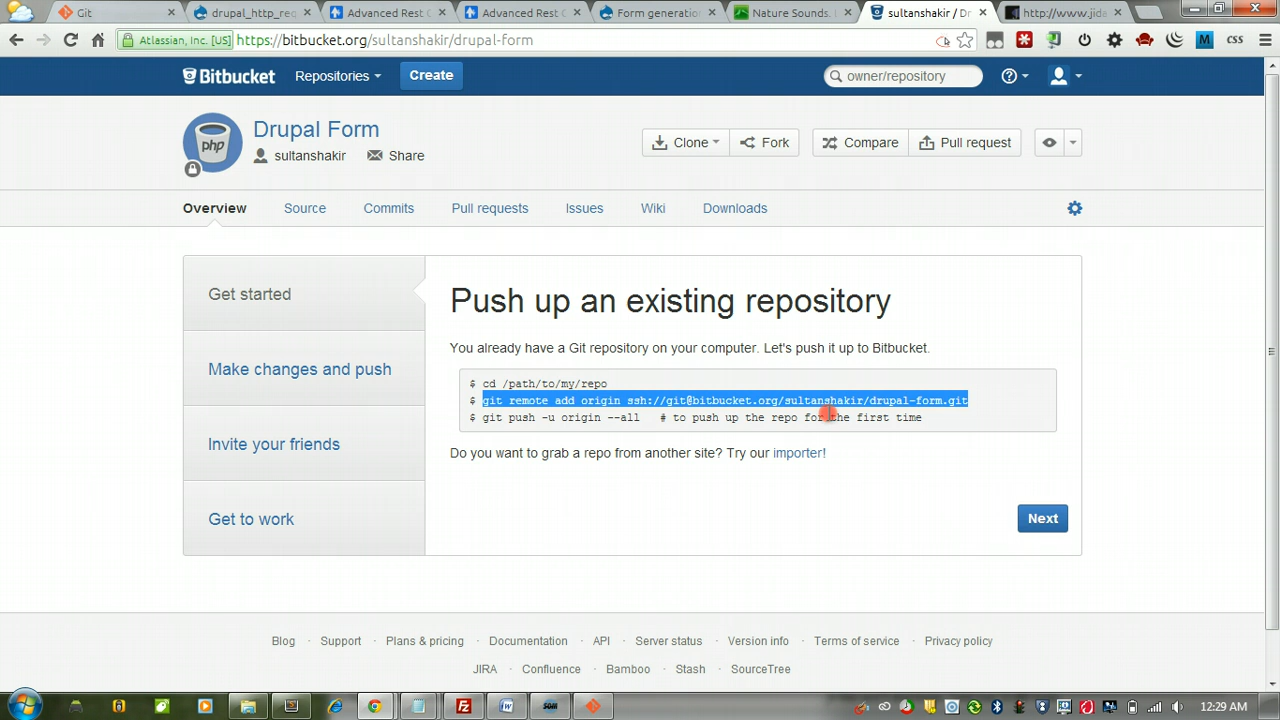 Git
drupal_http_req
Advanced Rest C
Advanced Rest C
Form generation
Nature Sounds.
sultanshakir / Dr
http://www.jida
Atlassian, Inc. [US]
https://bitbucket.org/sultanshakir/drupal-form
css
Bitbucket
Repositories
Create
owner/repository
php
Drupal Form
sultanshakir
Share
Clone
Fork
Compare
Pull request
Overview
Source
Commits
Pull requests
Issues
Wiki
Downloads
Get started
Make changes and push
Invite your friends
Get to work
Push up an existing repository
You already have a Git repository on your computer. Let's push it up to Bitbucket.
$ cd /path/to/my/repo
$ git remote add origin ssh://git@bitbucket.org/sultanshakir/drupal-form.git
$ git push -u origin --all # to push up the repo for the first time
Do you want to grab a repo from another site? Try our importer!
Next
Blog · Support · Plans & pricing · Documentation · API · Server status · Version info · Terms of service · Privacy policy
JIRA · Confluence · Bamboo · Stash · SourceTree
12:29 AM